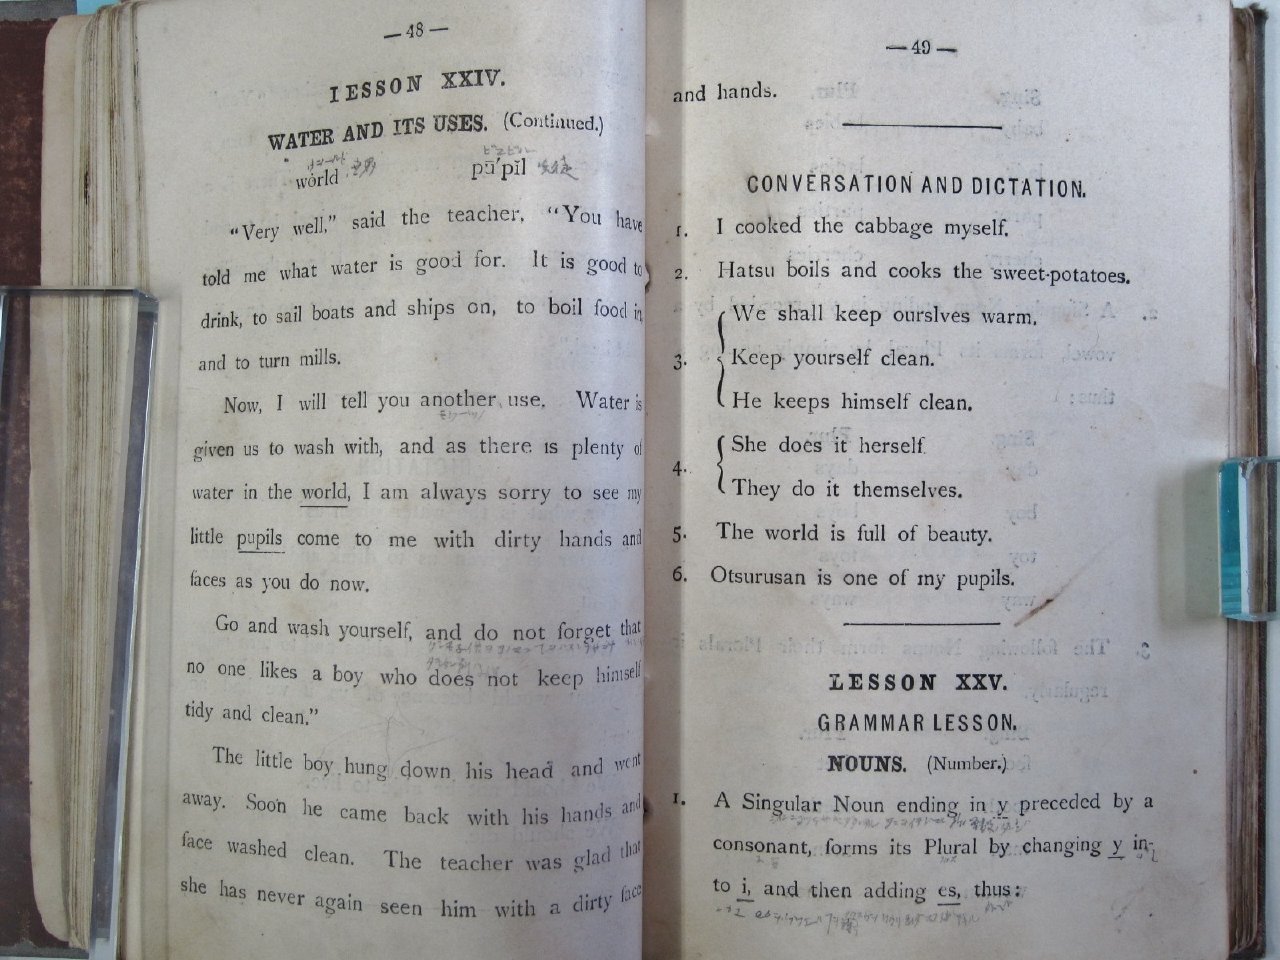 — 48 —
LESSON XXIV.
WATER AND ITS USES. (Continued.)
world pū′pĭl
“Very well,” said the teacher, “You have
told me what water is good for. It is good to
drink, to sail boats and ships on, to boil food in,
and to turn mills.
Now, I will tell you another use. Water is
given us to wash with, and as there is plenty of
water in the world, I am always sorry to see my
little pupils come to me with dirty hands and
faces as you do now.
Go and wash yourself, and do not forget that
no one likes a boy who does not keep himself
tidy and clean.”
The little boy hung down his head and went
away. Soon he came back with his hands and
face washed clean. The teacher was glad that
she has never again seen him with a dirty face
— 49 —
and hands.
CONVERSATION AND DICTATION.
1. I cooked the cabbage myself.
2. Hatsu boils and cooks the sweet-potatoes.
We shall keep ourslves warm.
3. Keep yourself clean.
He keeps himself clean.
She does it herself
4.
They do it themselves.
5. The world is full of beauty.
6. Otsurusan is one of my pupils.
LESSON XXV.
GRAMMAR LESSON.
NOUNS. (Number.)
1. A Singular Noun ending in y preceded by a
consonant, forms its Plural by changing y in-
to i, and then adding es, thus: